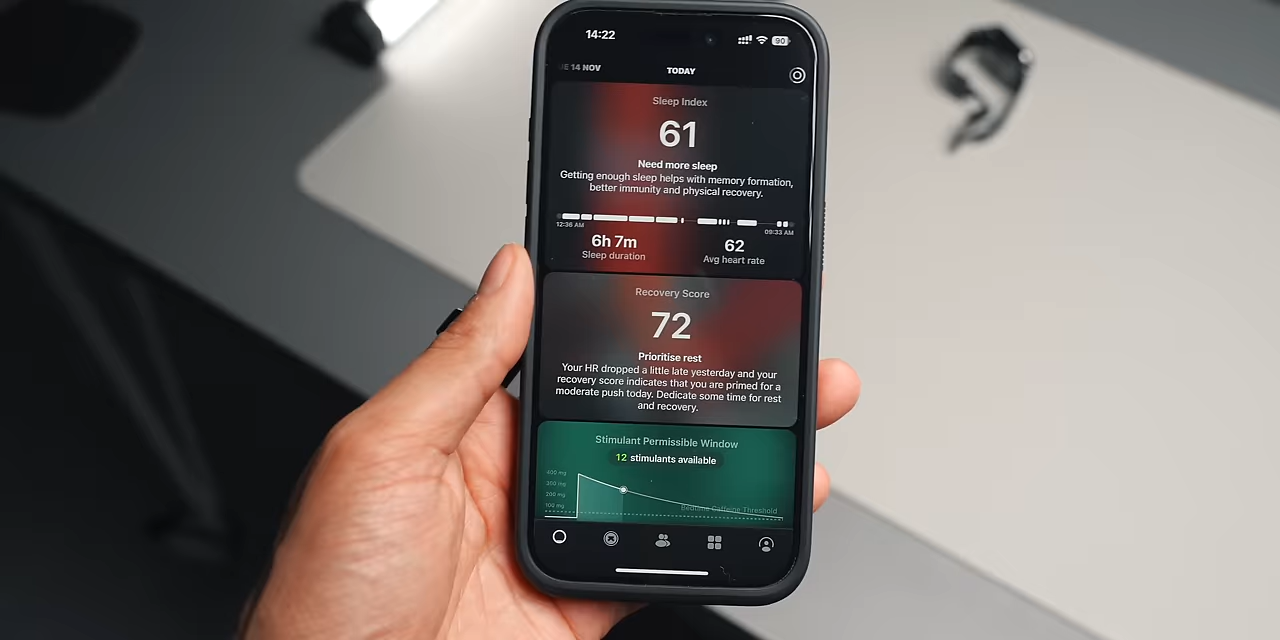 14:22
90
UE 14 NOV
TODAY
Sleep Index
61
Need more sleep
Getting enough sleep helps with memory formation,
better immunity and physical recovery.
12:36 AM
09:33 AM
6h 7m
62
Sleep duration
Avg heart rate
Recovery Score
72
Prioritise rest
Your HR dropped a little late yesterday and your
recovery score indicates that you are primed for a
moderate push today. Dedicate some time for rest
and recovery.
Stimulant Permissible Window
12 stimulants available
400 mg
300 mg
200 mg
100 mg
Bedtime Caffeine Threshold